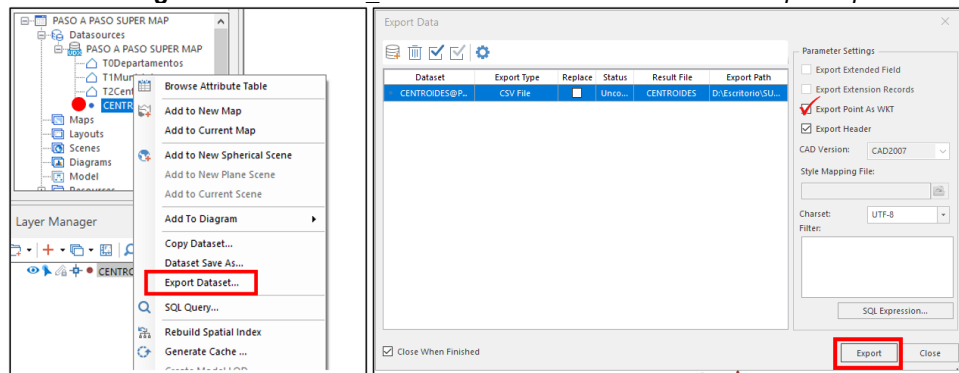 PASO A PASO SUPER MAP
Datasources
PASO A PASO SUPER MAP
T0Departamentos
T1Mun
T2Cent
CENTR
Maps
Layouts
Scenes
Diagrams
Model
Resources
Browse Attribute Table
Add to New Map
Add to Current Map
Add to New Spherical Scene
Add to New Plane Scene
Add to Current Scene
Add To Diagram
Copy Dataset...
Dataset Save As...
Export Dataset...
SQL Query...
Rebuild Spatial Index
Generate Cache ...
Create Model LOD
Layer Manager
CENTRO
Export Data
Dataset Export Type Replace Status Result File Export Path
CENTROIDES@P... CSV File Unco... CENTROIDES D:\Escritorio\SU...
Close When Finished
Parameter Settings
Export Extended Field
Export Extension Records
Export Point As WKT
Export Header
CAD Version: CAD2007
Style Mapping File:
Charset: UTF-8
Filter:
SQL Expression...
Export Close